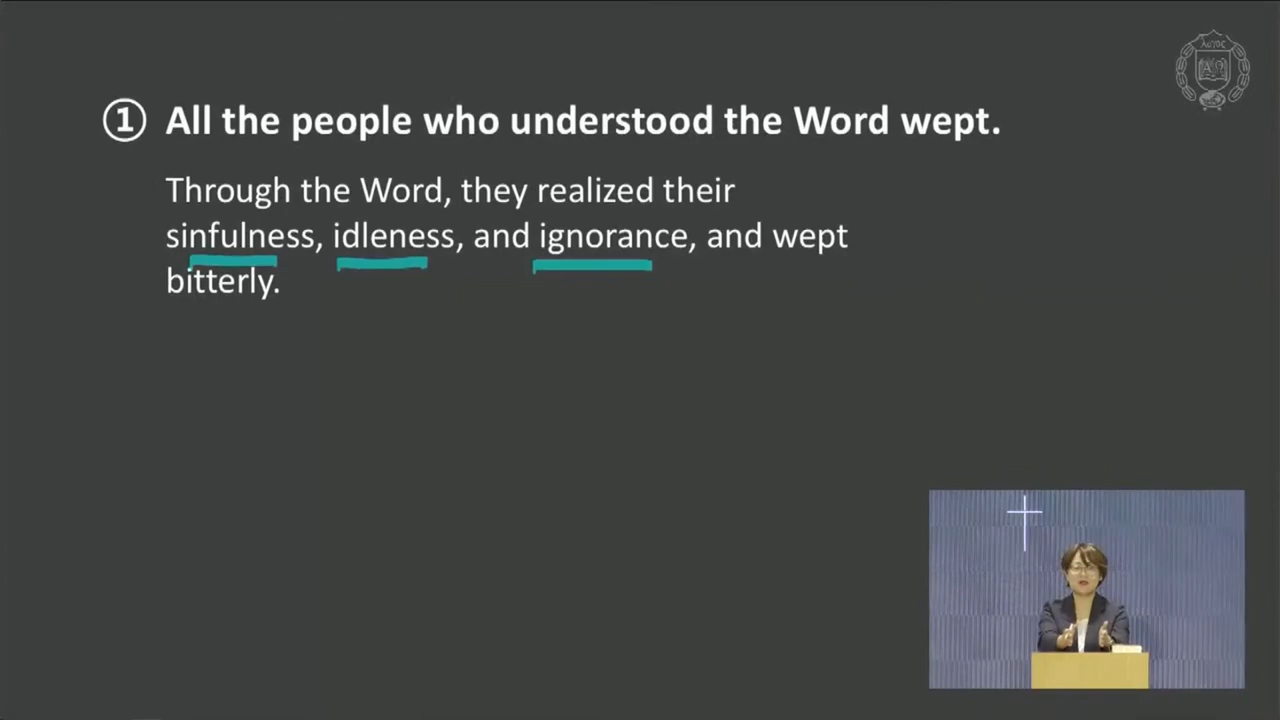 ① All the people who understood the Word wept.
Through the Word, they realized their
sinfulness, idleness, and ignorance, and wept
bitterly.